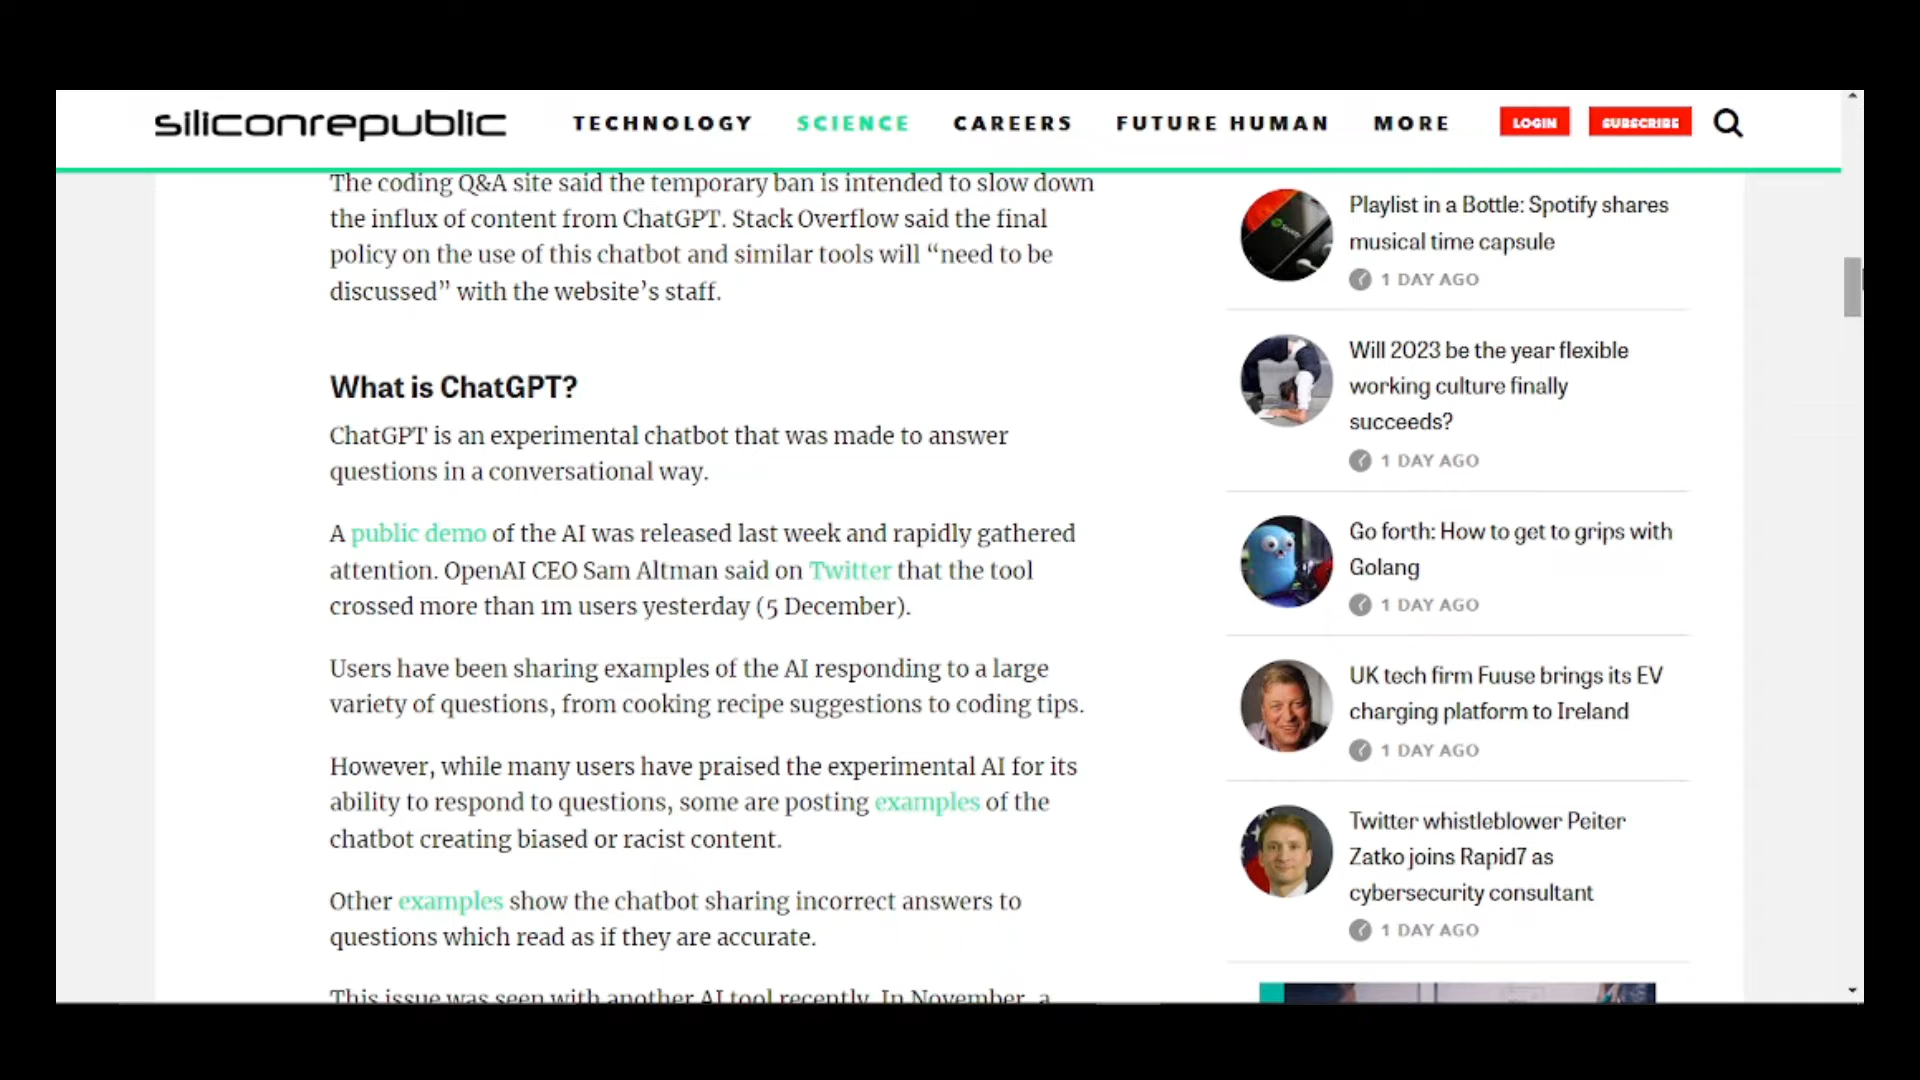 siliconrepublic
TECHNOLOGY SCIENCE CAREERS FUTURE HUMAN MORE LOGIN SUBSCRIBE
The coding Q&A site said the temporary ban is intended to slow down
the influx of content from ChatGPT. Stack Overflow said the final
policy on the use of this chatbot and similar tools will “need to be
discussed” with the website’s staff.
What is ChatGPT?
ChatGPT is an experimental chatbot that was made to answer
questions in a conversational way.
A public demo of the AI was released last week and rapidly gathered
attention. OpenAI CEO Sam Altman said on Twitter that the tool
crossed more than 1m users yesterday (5 December).
Users have been sharing examples of the AI responding to a large
variety of questions, from cooking recipe suggestions to coding tips.
However, while many users have praised the experimental AI for its
ability to respond to questions, some are posting examples of the
chatbot creating biased or racist content.
Other examples show the chatbot sharing incorrect answers to
questions which read as if they are accurate.
This issue was seen with another AI tool recently. In November, a
Playlist in a Bottle: Spotify shares
musical time capsule
1 DAY AGO
Will 2023 be the year flexible
working culture finally
succeeds?
1 DAY AGO
Go forth: How to get to grips with
Golang
1 DAY AGO
UK tech firm Fuuse brings its EV
charging platform to Ireland
1 DAY AGO
Twitter whistleblower Peiter
Zatko joins Rapid7 as
cybersecurity consultant
1 DAY AGO